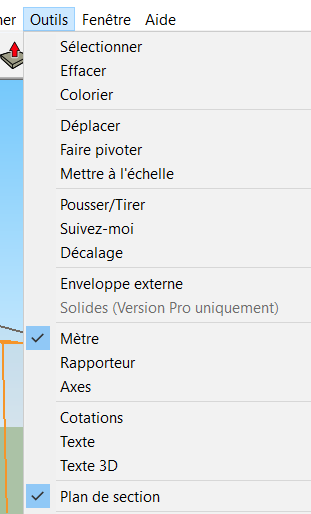 ner Outils Fenêtre Aide
Sélectionner
Effacer
Colorier
Déplacer
Faire pivoter
Mettre à l'échelle
Pousser/Tirer
Suivez-moi
Décalage
Enveloppe externe
Solides (Version Pro uniquement)
Mètre
Rapporteur
Axes
Cotations
Texte
Texte 3D
Plan de section